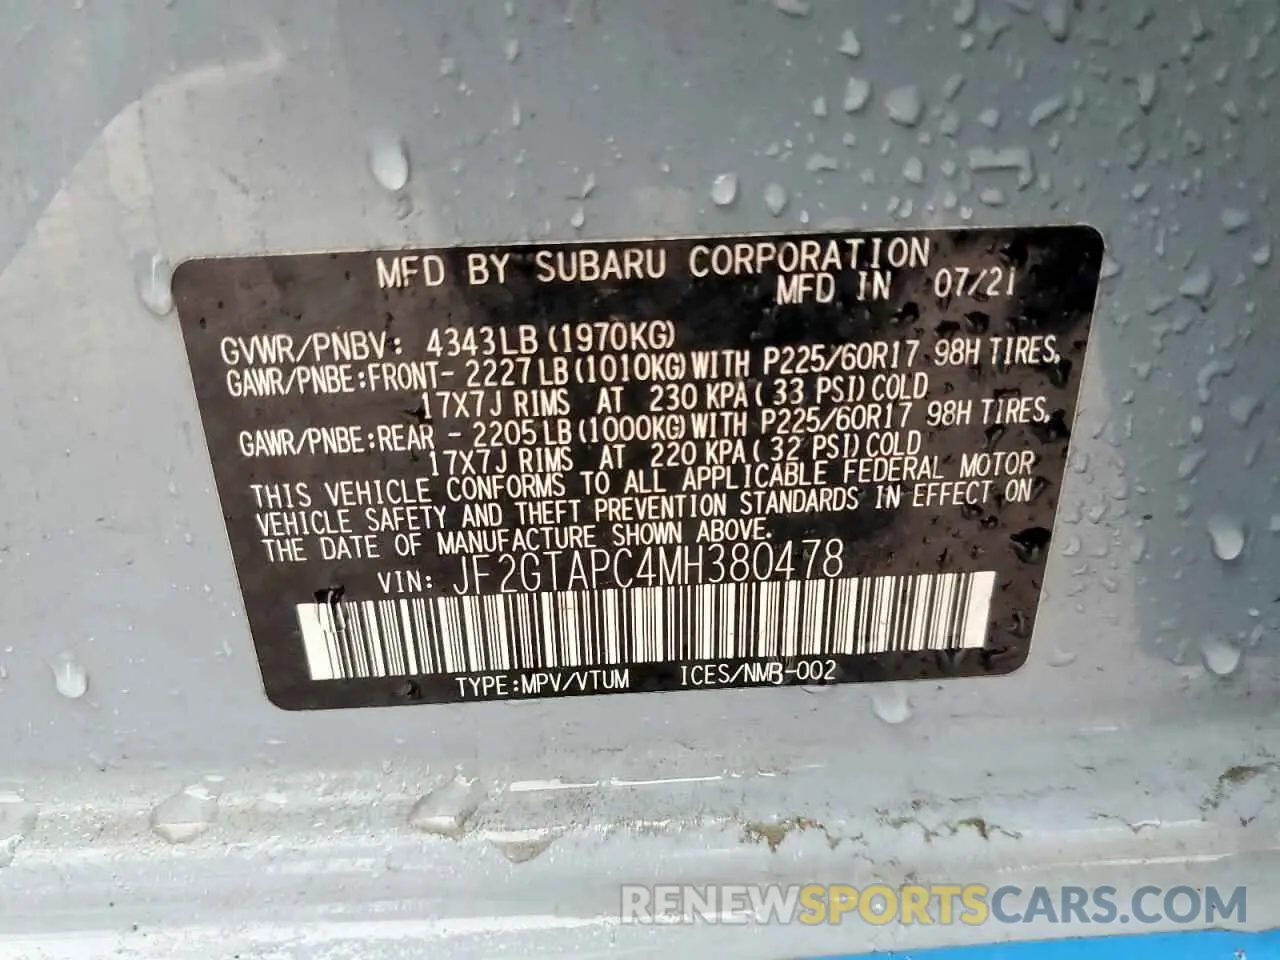 MFD BY SUBARU CORPORATION
MFD IN 07/21
GVWR/PNBV: 4343LB (1970KG)
GAWR/PNBE:FRONT- 2227LB (1010KG) WITH P225/60R17 98H TIRES,
17X7J RIMS AT 230 KPA ( 33 PSI) COLD
GAWR/PNBE:REAR - 2205LB (1000KG) WITH P225/60R17 98H TIRES,
17X7J RIMS AT 220 KPA ( 32 PSI) COLD
THIS VEHICLE CONFORMS TO ALL APPLICABLE FEDERAL MOTOR
VEHICLE SAFETY AND THEFT PREVENTION STANDARDS IN EFFECT ON
THE DATE OF MANUFACTURE SHOWN ABOVE.
VIN: JF2GTAPC4MH380478
TYPE:MPV/VTUM ICES/NMB-002
RENEWSPORTSCARS.COM